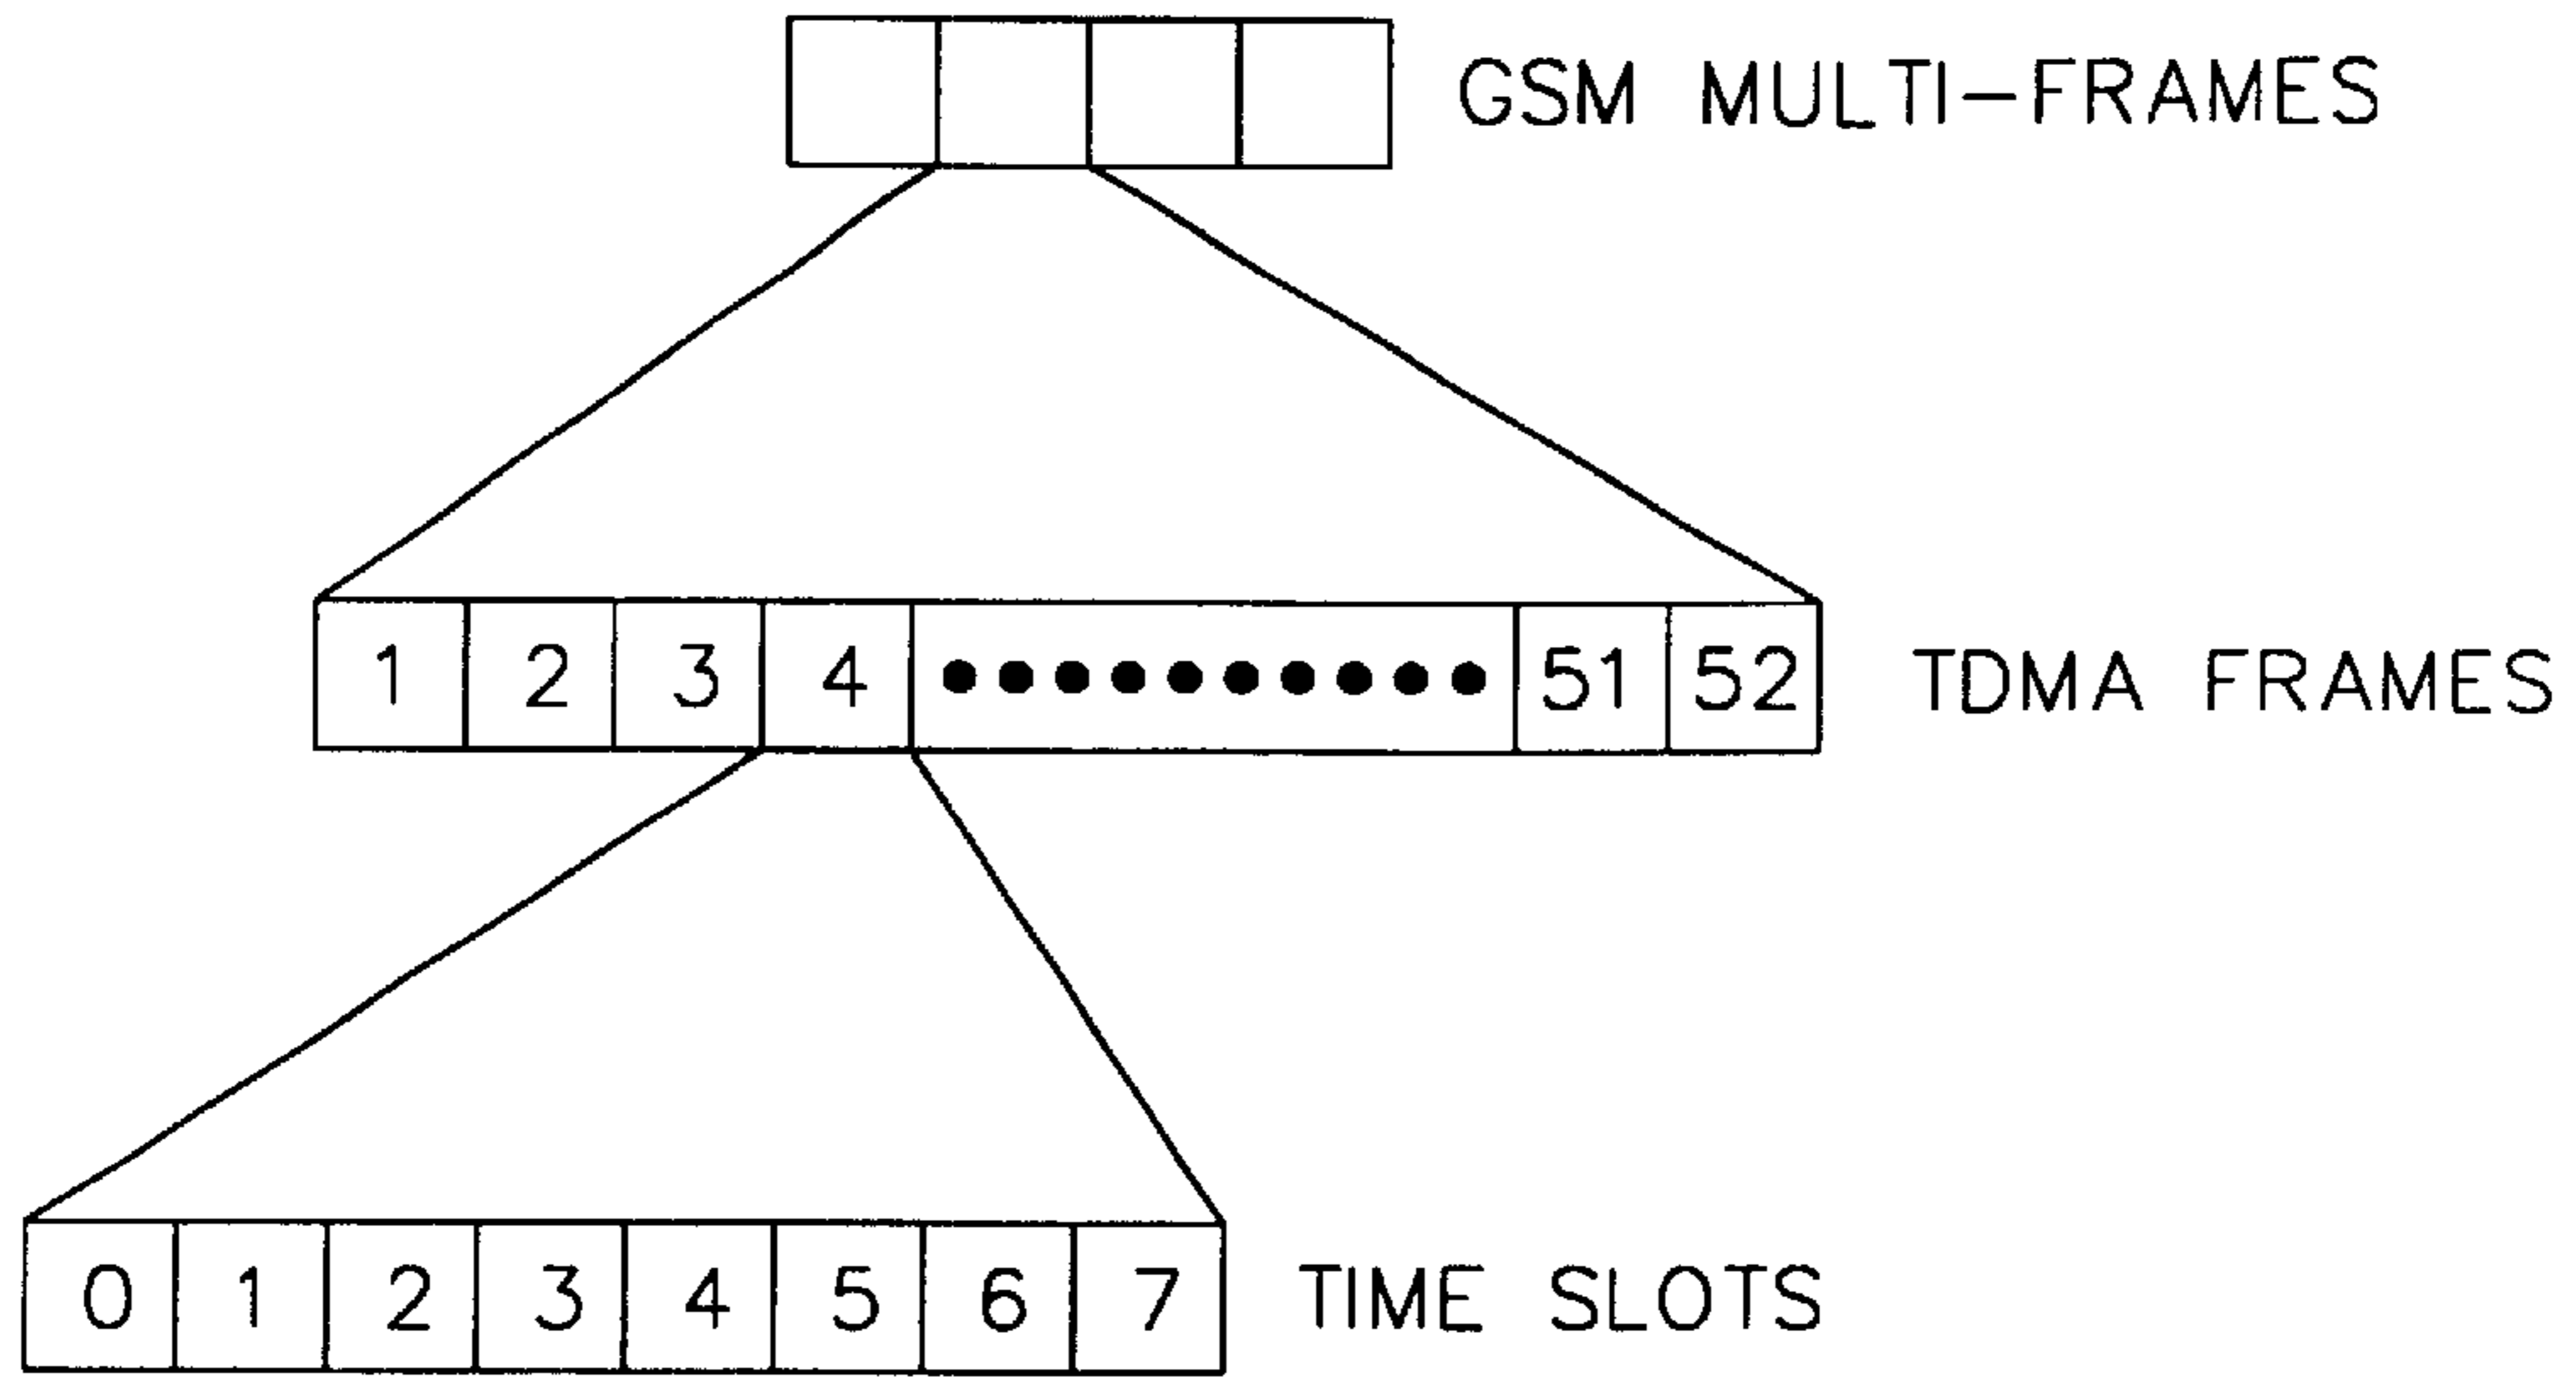 GSM MULTI-FRAMES
1 2 3 4 51 52 TDMA FRAMES
0 1 2 3 4 5 6 7 TIME SLOTS